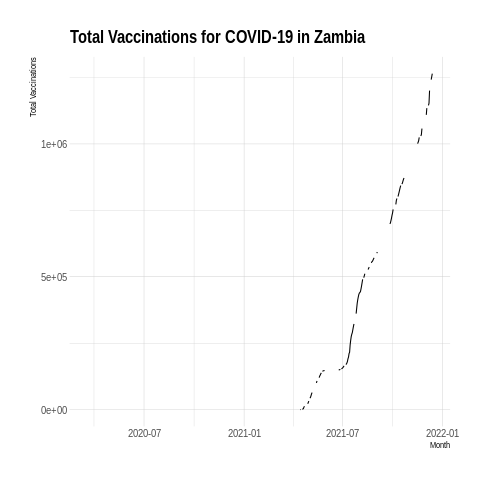 Total Vaccinations for COVID-19 in Zambia
Total Vaccinations
1e+06
5e+05
0e+00
2020-07 2021-01 2021-07 2022-01
Month